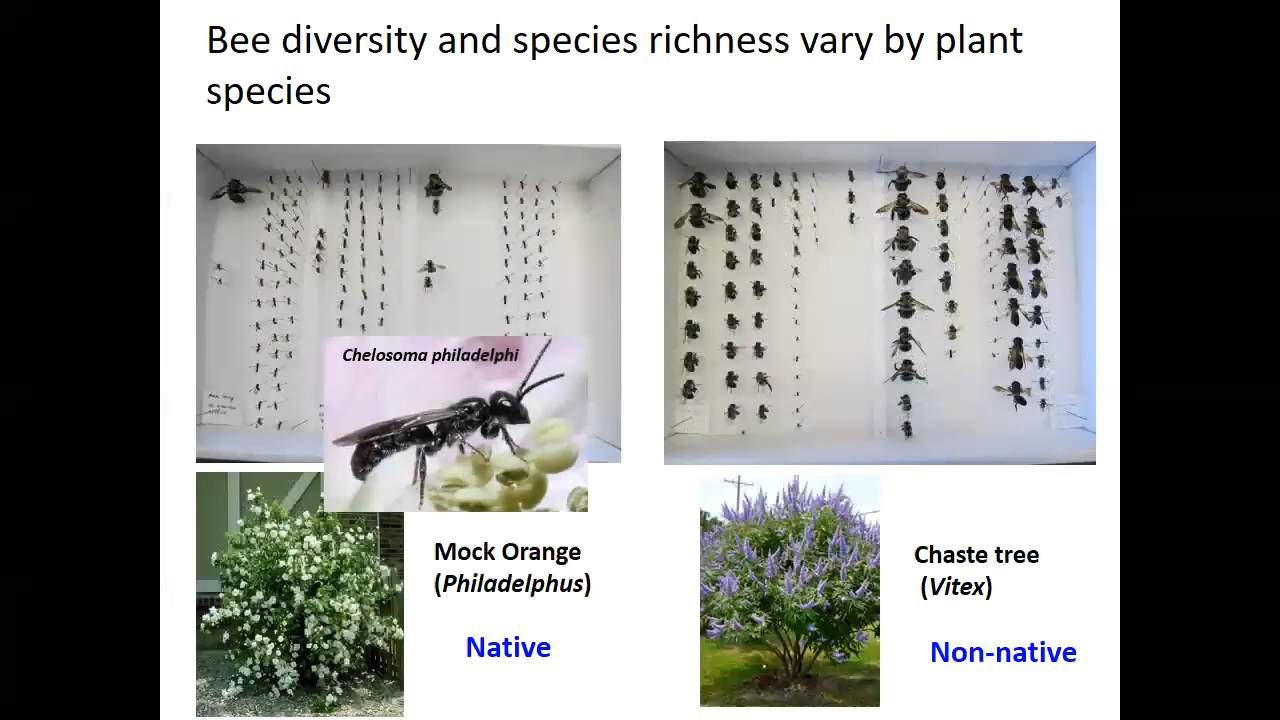 Bee diversity and species richness vary by plant
species
Chelosoma philadelphi
Mock Orange
(Philadelphus)
Native
Chaste tree
(Vitex)
Non-native